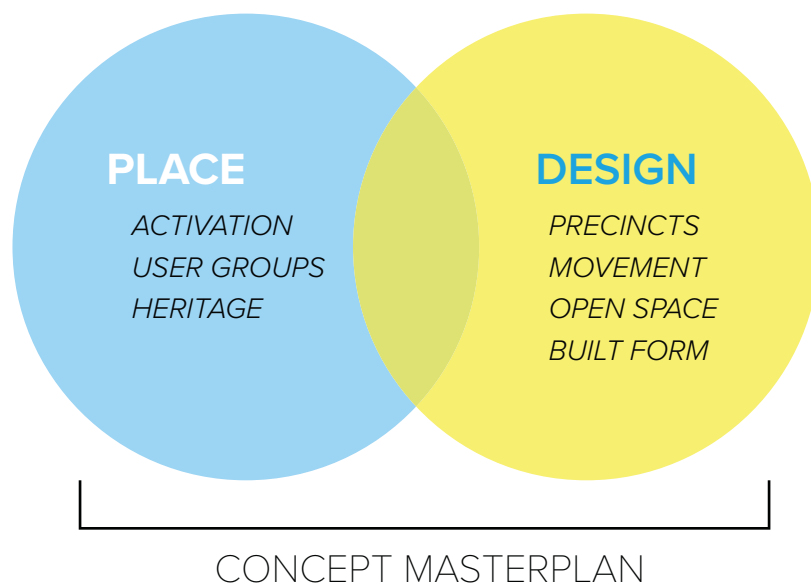 PLACE
ACTIVATION
USER GROUPS
HERITAGE
DESIGN
PRECINCTS
MOVEMENT
OPEN SPACE
BUILT FORM
CONCEPT MASTERPLAN